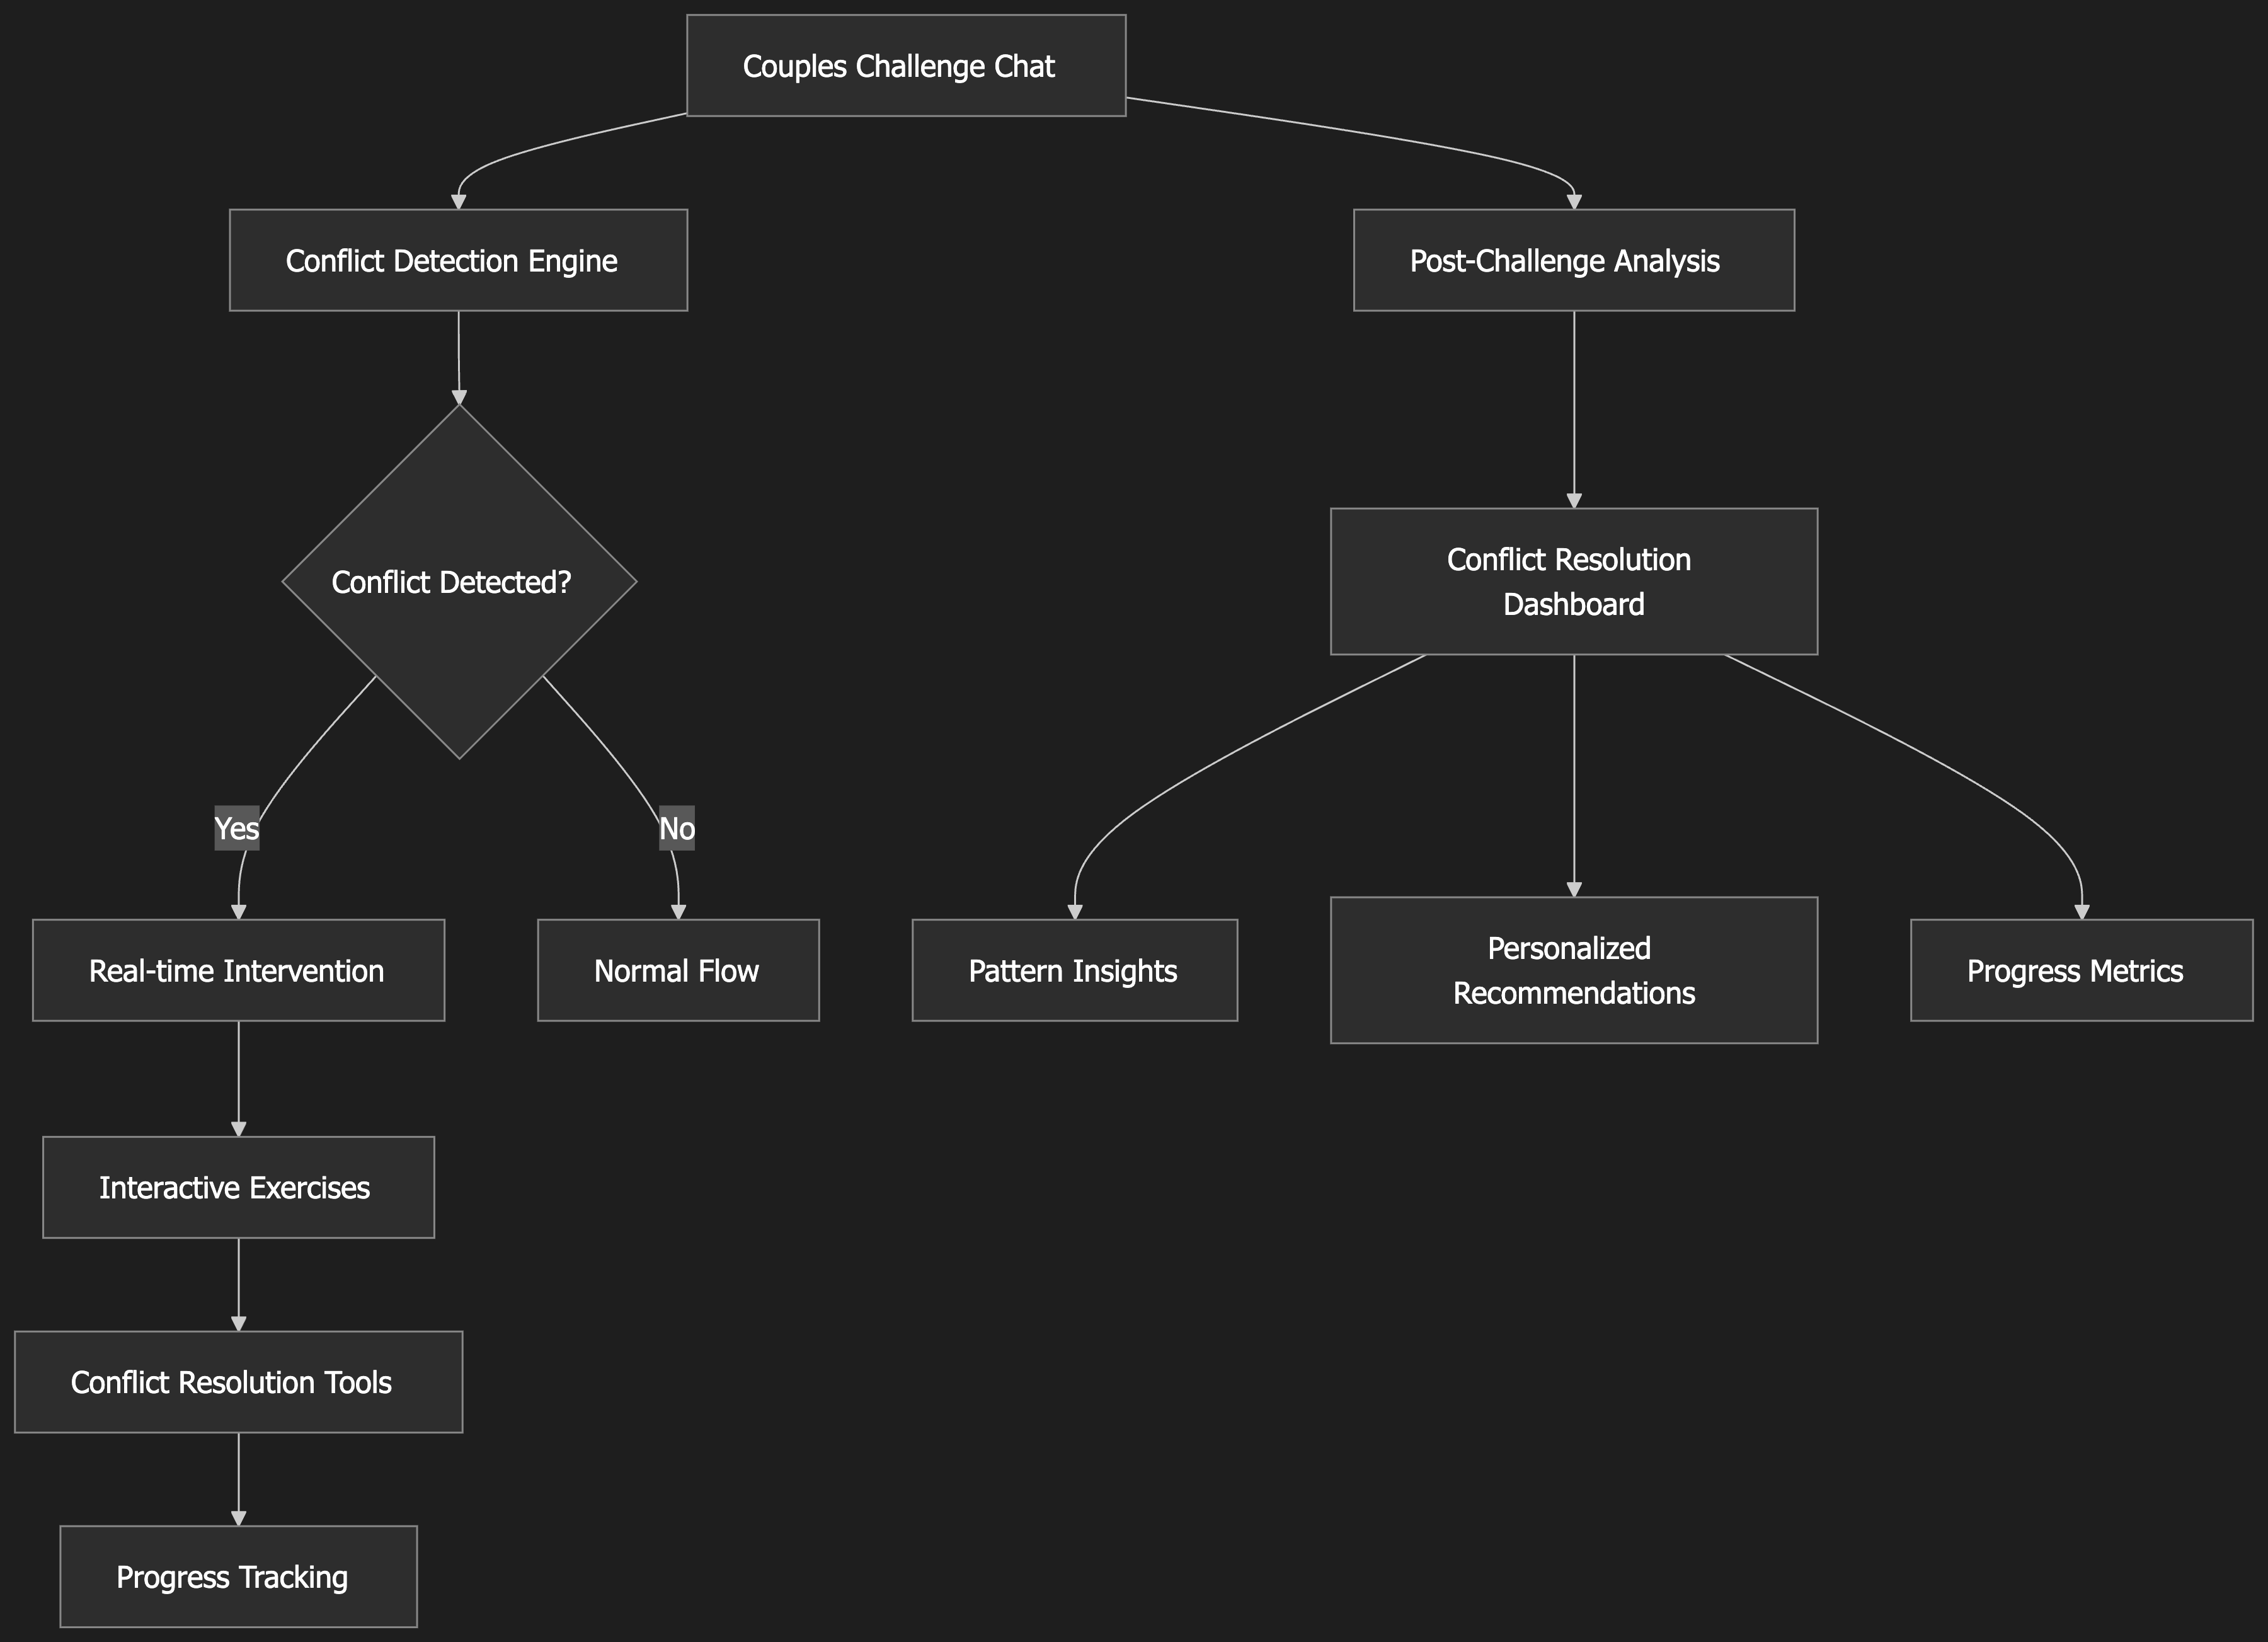 Couples Challenge Chat
Conflict Detection Engine
Post-Challenge Analysis
Conflict Detected?
Conflict Resolution
Dashboard
Yes
No
Real-time Intervention
Normal Flow
Pattern Insights
Personalized
Recommendations
Progress Metrics
Interactive Exercises
Conflict Resolution Tools
Progress Tracking